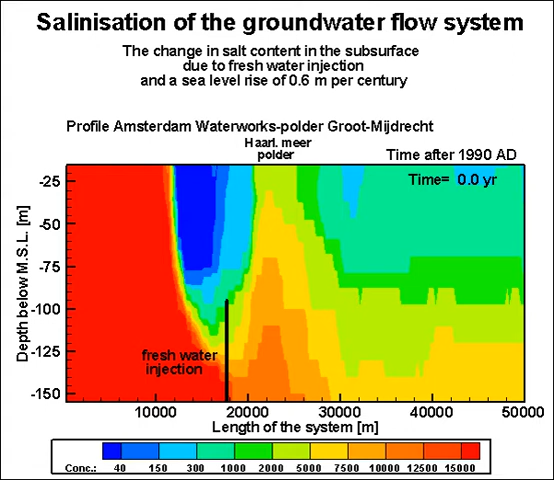 Salinisation of the groundwater flow system
The change in salt content in the subsurface
due to fresh water injection
and a sea level rise of 0.6 m per century
Profile Amsterdam Waterworks-polder Groot-Mijdrecht
Haarl. meer
polder
Time after 1990 AD
Time= 0.0 yr
Depth below M.S.L. [m]
-25
-50
-75
-100
-125
-150
fresh water
injection
10000 20000 30000 40000 50000
Length of the system [m]
Conc.: 40 150 300 1000 2000 5000 7500 10000 12500 15000